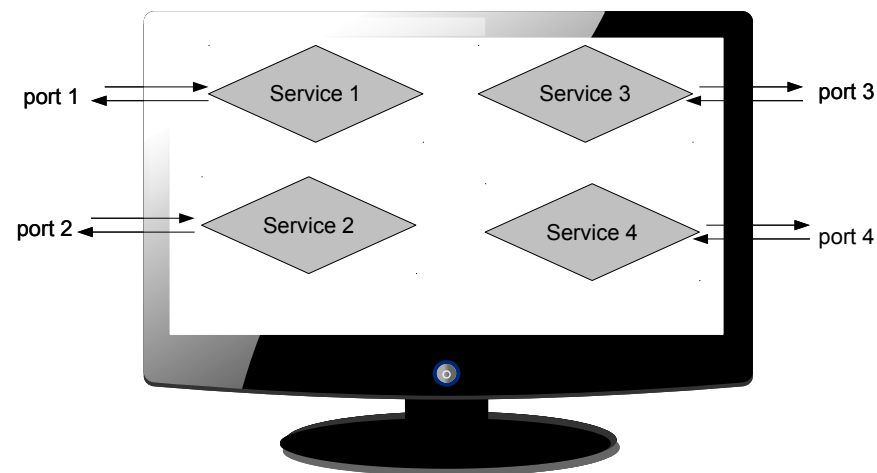 port 1
Service 1
Service 3
port 3
port 2
Service 2
Service 4
port 4